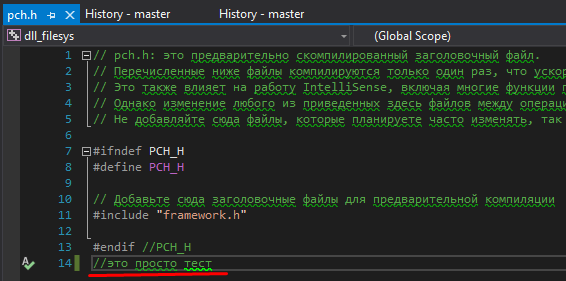 pch.h
History - master
History - master
dll_filesys
(Global Scope)
1 // pch.h: это предварительно скомпилированный заголовочный файл.
2 // Перечисленные ниже файлы компилируются только один раз, что ускор
3 // Это также влияет на работу IntelliSense, включая многие функции п
4 // Однако изменение любого из приведенных здесь файлов между операци
5 // Не добавляйте сюда файлы, которые планируете часто изменять, так
6
7 #ifndef PCH_H
8 #define PCH_H
9
10 // Добавьте сюда заголовочные файлы для предварительной компиляции
11 #include "framework.h"
12
13 #endif //PCH_H
14 //это просто тест